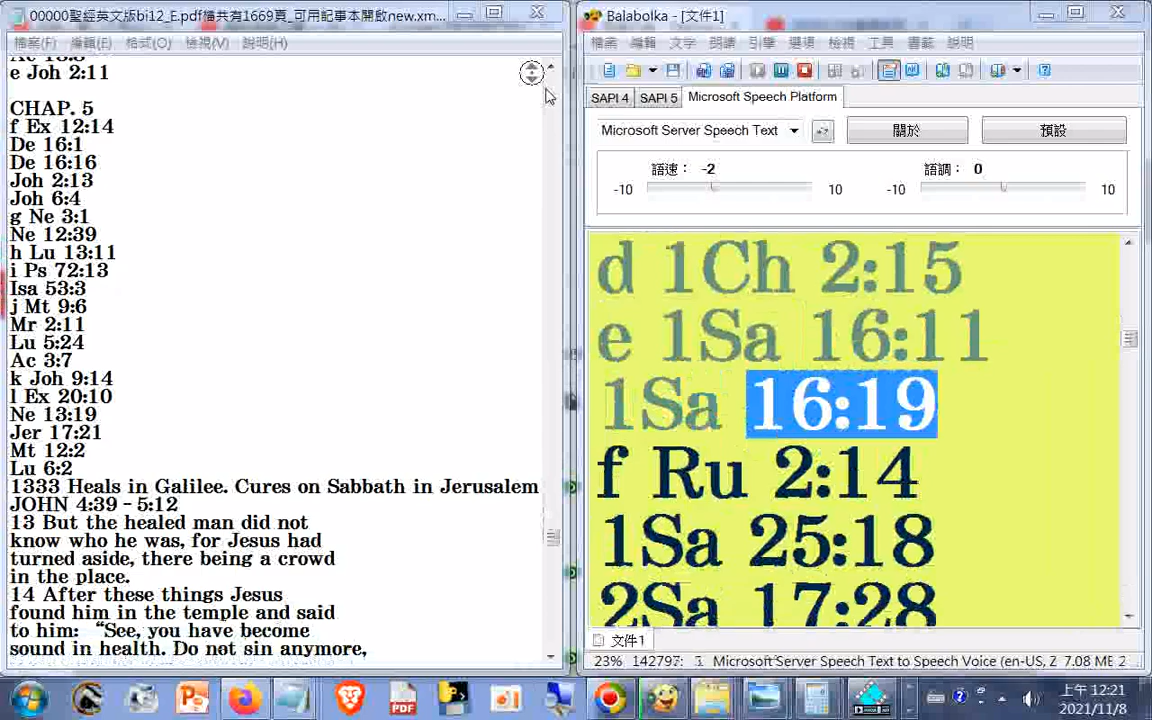 00000聖經英文版bi12_E.pdf檔共有1669頁_可用記事本開啟new.xm...
檔案(F) 編輯(E) 格式(O) 檢視(V) 說明(H)
e Joh 2:11
CHAP. 5
f Ex 12:14
De 16:1
De 16:16
Joh 2:13
Joh 6:4
g Ne 3:1
Ne 12:39
h Lu 13:11
i Ps 72:13
Isa 53:3
j Mt 9:6
Mr 2:11
Lu 5:24
Ac 3:7
k Joh 9:14
l Ex 20:10
Ne 13:19
Jer 17:21
Mt 12:2
Lu 6:2
1333 Heals in Galilee. Cures on Sabbath in Jerusalem
JOHN 4:39 - 5:12
13 But the healed man did not
know who he was, for Jesus had
turned aside, there being a crowd
in the place.
14 After these things Jesus
found him in the temple and said
to him: “See, you have become
sound in health. Do not sin anymore,
Balabolka - [文件1]
檔案 編輯 文字 朗讀 引擎 選項 檢視 工具 書籤 說明
SAPI 4 SAPI 5 Microsoft Speech Platform
Microsoft Server Speech Text 關於 預設
語速： -2 語調： 0
-10 10 -10 10
d 1Ch 2:15
e 1Sa 16:11
1Sa 16:19
f Ru 2:14
1Sa 25:18
2Sa 17:28
文件1
23% 142797: 1 Microsoft Server Speech Text to Speech Voice (en-US, Z 7.08 MB 2
PDF
上午 12:21
2021/11/8